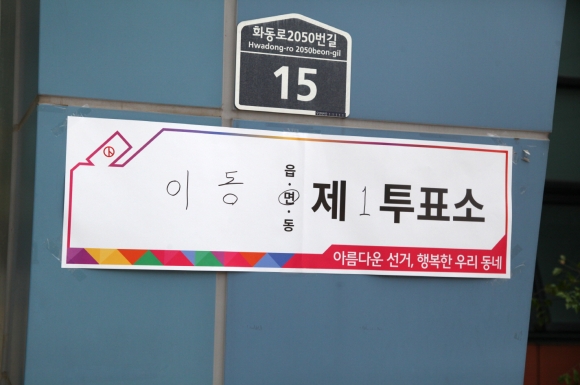 화동로2050번길
Hwadong-ro 2050beon-gil
15
이동 읍·면·동 제1투표소
아름다운 선거, 행복한 우리 동네